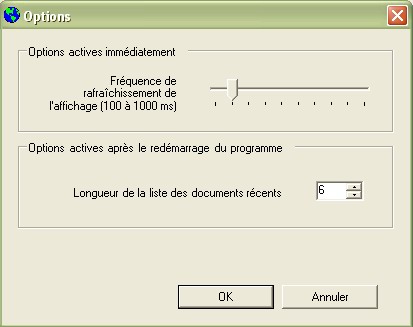 Options
Options actives immédiatement
Fréquence de
rafraîchissement de
l'affichage (100 à 1000 ms)
Options actives après le redémarrage du programme
Longueur de la liste des documents récents
6
OK
Annuler